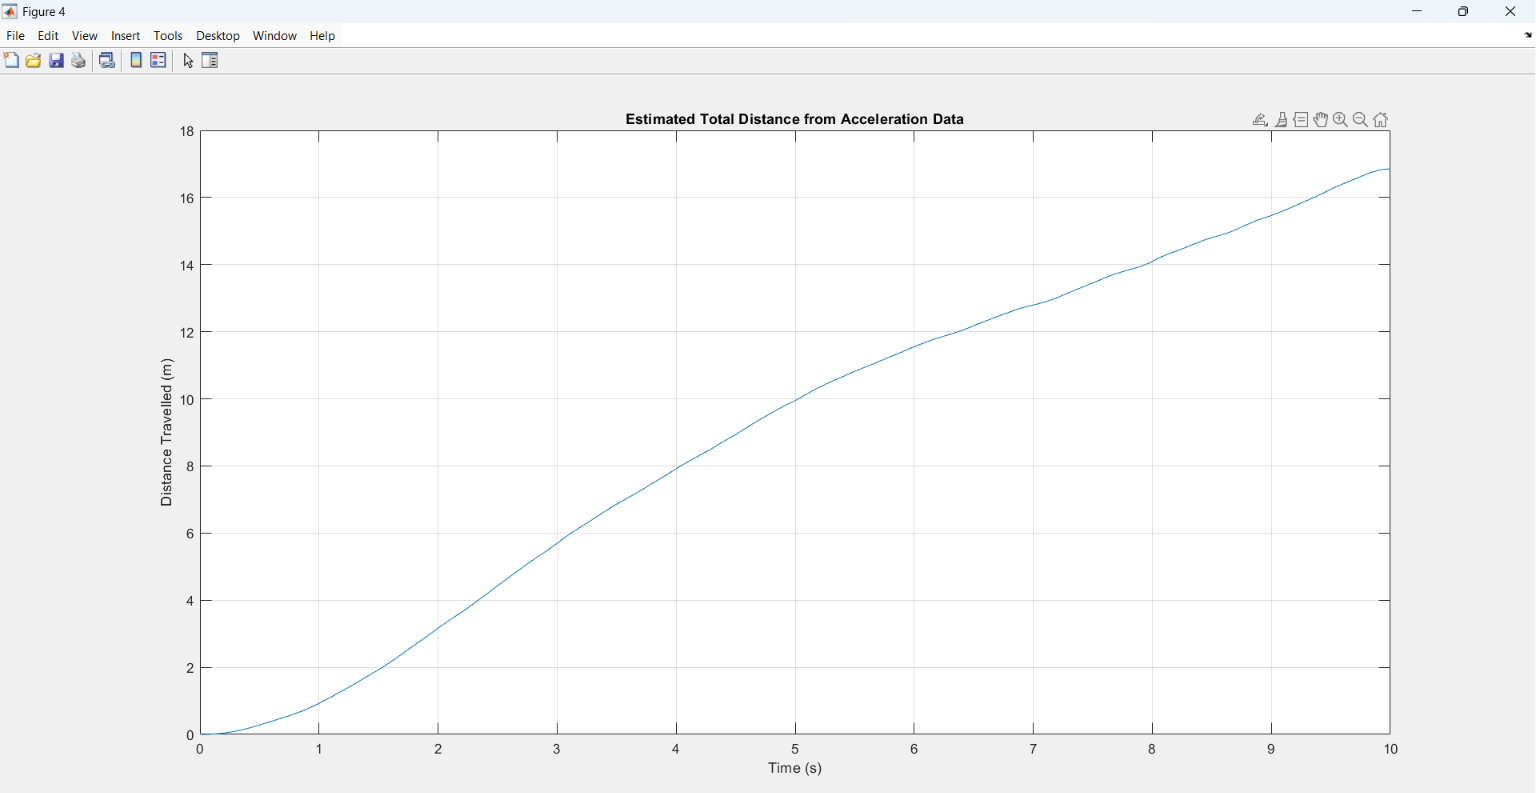 Figure 4
File Edit View Insert Tools Desktop Window Help
Estimated Total Distance from Acceleration Data
18
16
14
12
10
8
6
4
2
0
Distance Travelled (m)
0 1 2 3 4 5 6 7 8 9 10
Time (s)